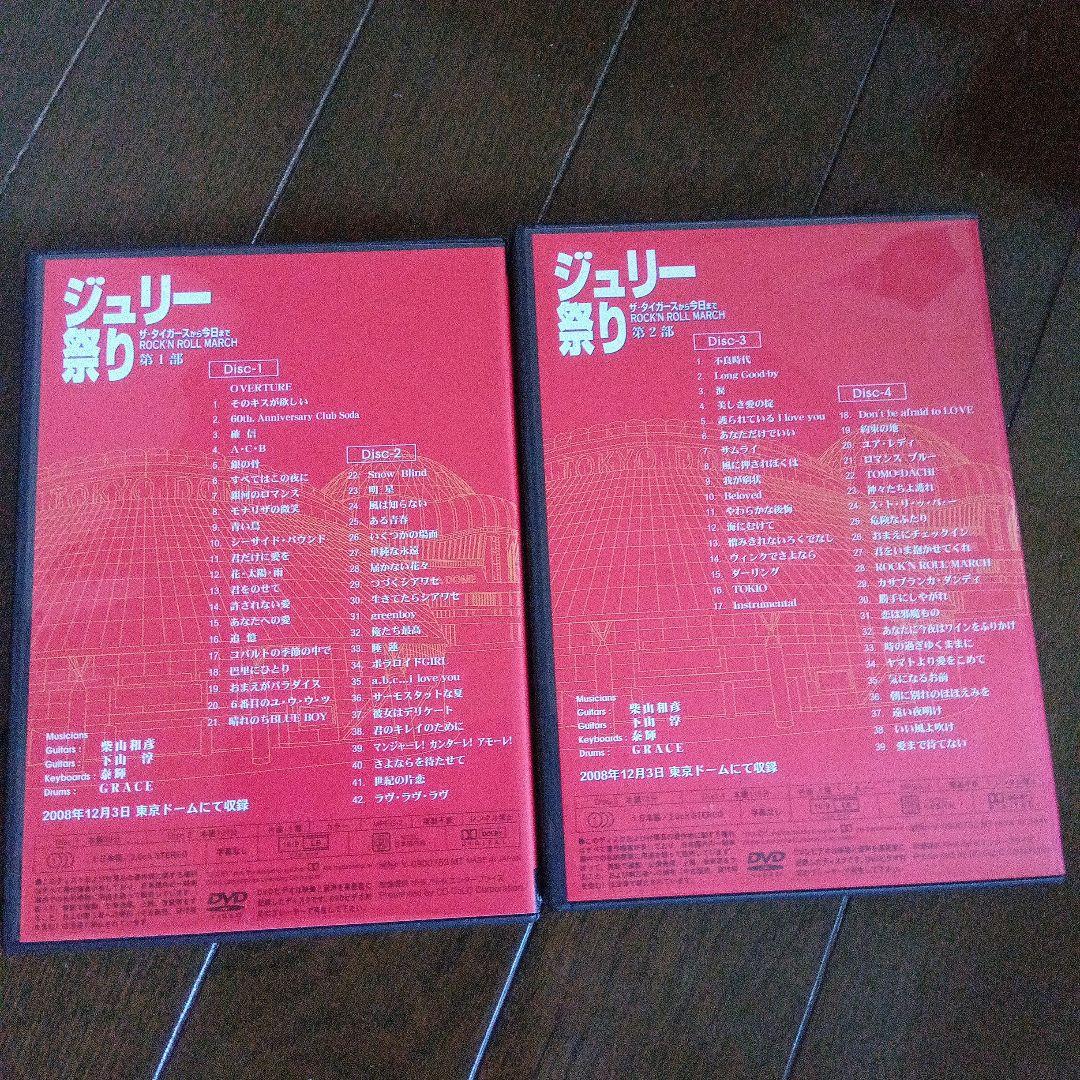 ジュリー
祭り
ザ・タイガースから今日まで
ROCK'N ROLL MARCH
第1部
Disc-1
OVERTURE
1. そのキスが欲しい
2. 60th. Anniversary Club Soda
3. 確信
4. A・C・B
5. 銀の骨
6. すべてはこの夜に
7. 銀河のロマンス
8. モナリザの微笑
9. 青い鳥
10. シーサイド・バウンド
11. 君だけに愛を
12. 花・太陽・雨
13. 君をのせて
14. 許されない愛
15. あなたへの愛
16. 追憶
17. コバルトの季節の中で
18. 巴里にひとり
19. おまえがパラダイス
20. 6番目のユ・ウ・ウ・ツ
21. 晴れのちBLUE BOY
Disc-2
22. Snow Blind
23. 明星
24. 風は知らない
25. ある青春
26. いくつかの場面
27. 単純な永遠
28. 届かない花々
29. つづくシアワセ
30. 生きてたらシアワセ
31. greenboy
32. 俺たち最高
33. 睡蓮
34. ポラロイドGIRL
35. a.b.c...i love you
36. サーモスタットな夏
37. 彼女はデリケート
38. 君のキレイのために
39. マンジャーレ! カンターレ! アモーレ!
40. さよならを待たせて
41. 世紀の片恋
42. ラヴ・ラヴ・ラヴ
Musicians
Guitars: 柴山和彦
Guitars: 下山 淳
Keyboards: 泰輝
Drums: GRACE
2008年12月3日 東京ドームにて収録
DVD
ジュリー
祭り
ザ・タイガースから今日まで
ROCK'N ROLL MARCH
第2部
Disc-3
1. 不良時代
2. Long Good-by
3. 涙
4. 美しき愛の掟
5. 護られている I love you
6. あなただけでいい
7. サムライ
8. 風に押されぼくは
9. 我が窮状
10. Beloved
11. やわらかな後悔
12. 海にむけて
13. 憎みきれないろくでなし
14. ウィンクでさよなら
15. ダーリング
16. TOKIO
17. Instrumental
Disc-4
18. Don't be afraid to LOVE
19. 約束の地
20. ユア・レディ
21. ロマンス ブルー
22. TOMO=DACHI
23. 神々たちよ護れ
24. ス・ト・リ・ッ・パ・ー
25. 危険なふたり
26. おまえにチェックイン
27. 君をいま抱かせてくれ
28. ROCK'N ROLL MARCH
29. カサブランカ・ダンディ
30. 勝手にしやがれ
31. 恋は邪魔もの
32. あなたに今夜はワインをふりかけ
33. 時の過ぎゆくままに
34. ヤマトより愛をこめて
35. 気になるお前
36. 朝に別れのほほえみを
37. 遠い夜明け
38. いい風よ吹け
39. 愛まで待てない
Musicians
Guitars: 柴山和彦
Guitars: 下山 淳
Keyboards: 泰輝
Drums: GRACE
2008年12月3日 東京ドームにて収録
DVD